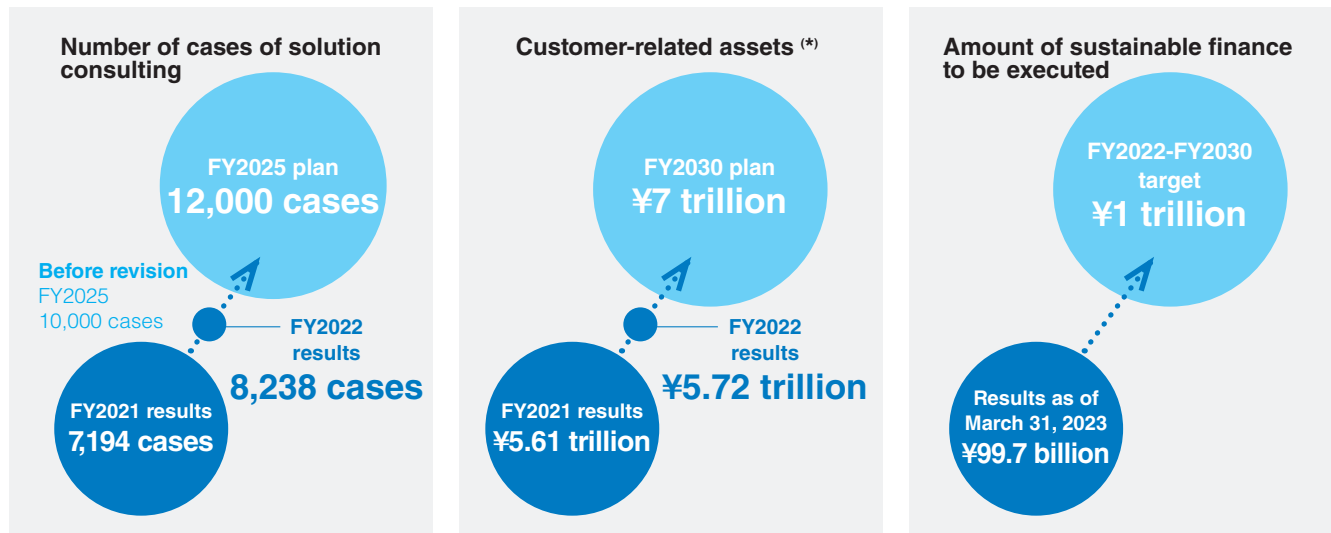 Number of cases of solution
consulting
FY2025 plan
12,000 cases
Before revision
FY2025
10,000 cases
FY2022
results
8,238 cases
FY2021 results
7,194 cases
Customer-related assets (*)
FY2030 plan
¥7 trillion
FY2022
results
¥5.72 trillion
FY2021 results
¥5.61 trillion
Amount of sustainable finance
to be executed
FY2022-FY2030
target
¥1 trillion
Results as of
March 31, 2023
¥99.7 billion